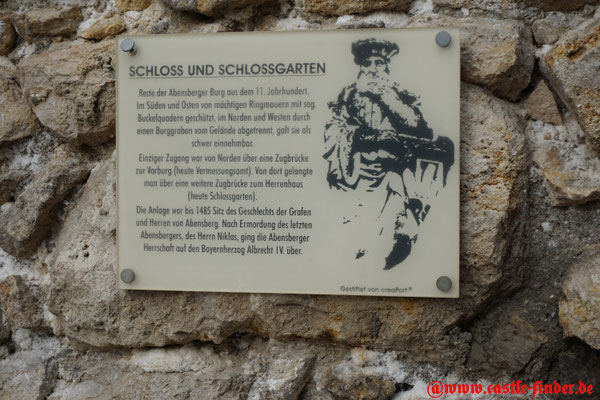 SCHLOSS UND SCHLOSSGARTEN
Reste der Abensberger Burg aus dem 11. Jahrhundert.
Im Süden und Osten von mächtigen Ringmauern mit sog.
Buckelquadern geschützt, im Norden und Westen durch
einen Burggraben vom Gelände abgetrennt, galt sie als
schwer einnehmbar.
Einziger Zugang war von Norden über eine Zugbrücke
zur Vorburg (heute Vermessungsamt). Von dort gelangte
man über eine weitere Zugbrücke zum Herrenhaus
(heute Schlossgarten).
Die Anlage war bis 1485 Sitz des Geschlechts der Grafen
und Herren von Abensberg. Nach Ermordung des letzten
Abensbergers, des Herrn Niklas, ging die Abensberger
Herrschaft auf den Bayernherzog Albrecht IV. über.
Gestiftet von creaPort®
@www.castle-finder.de